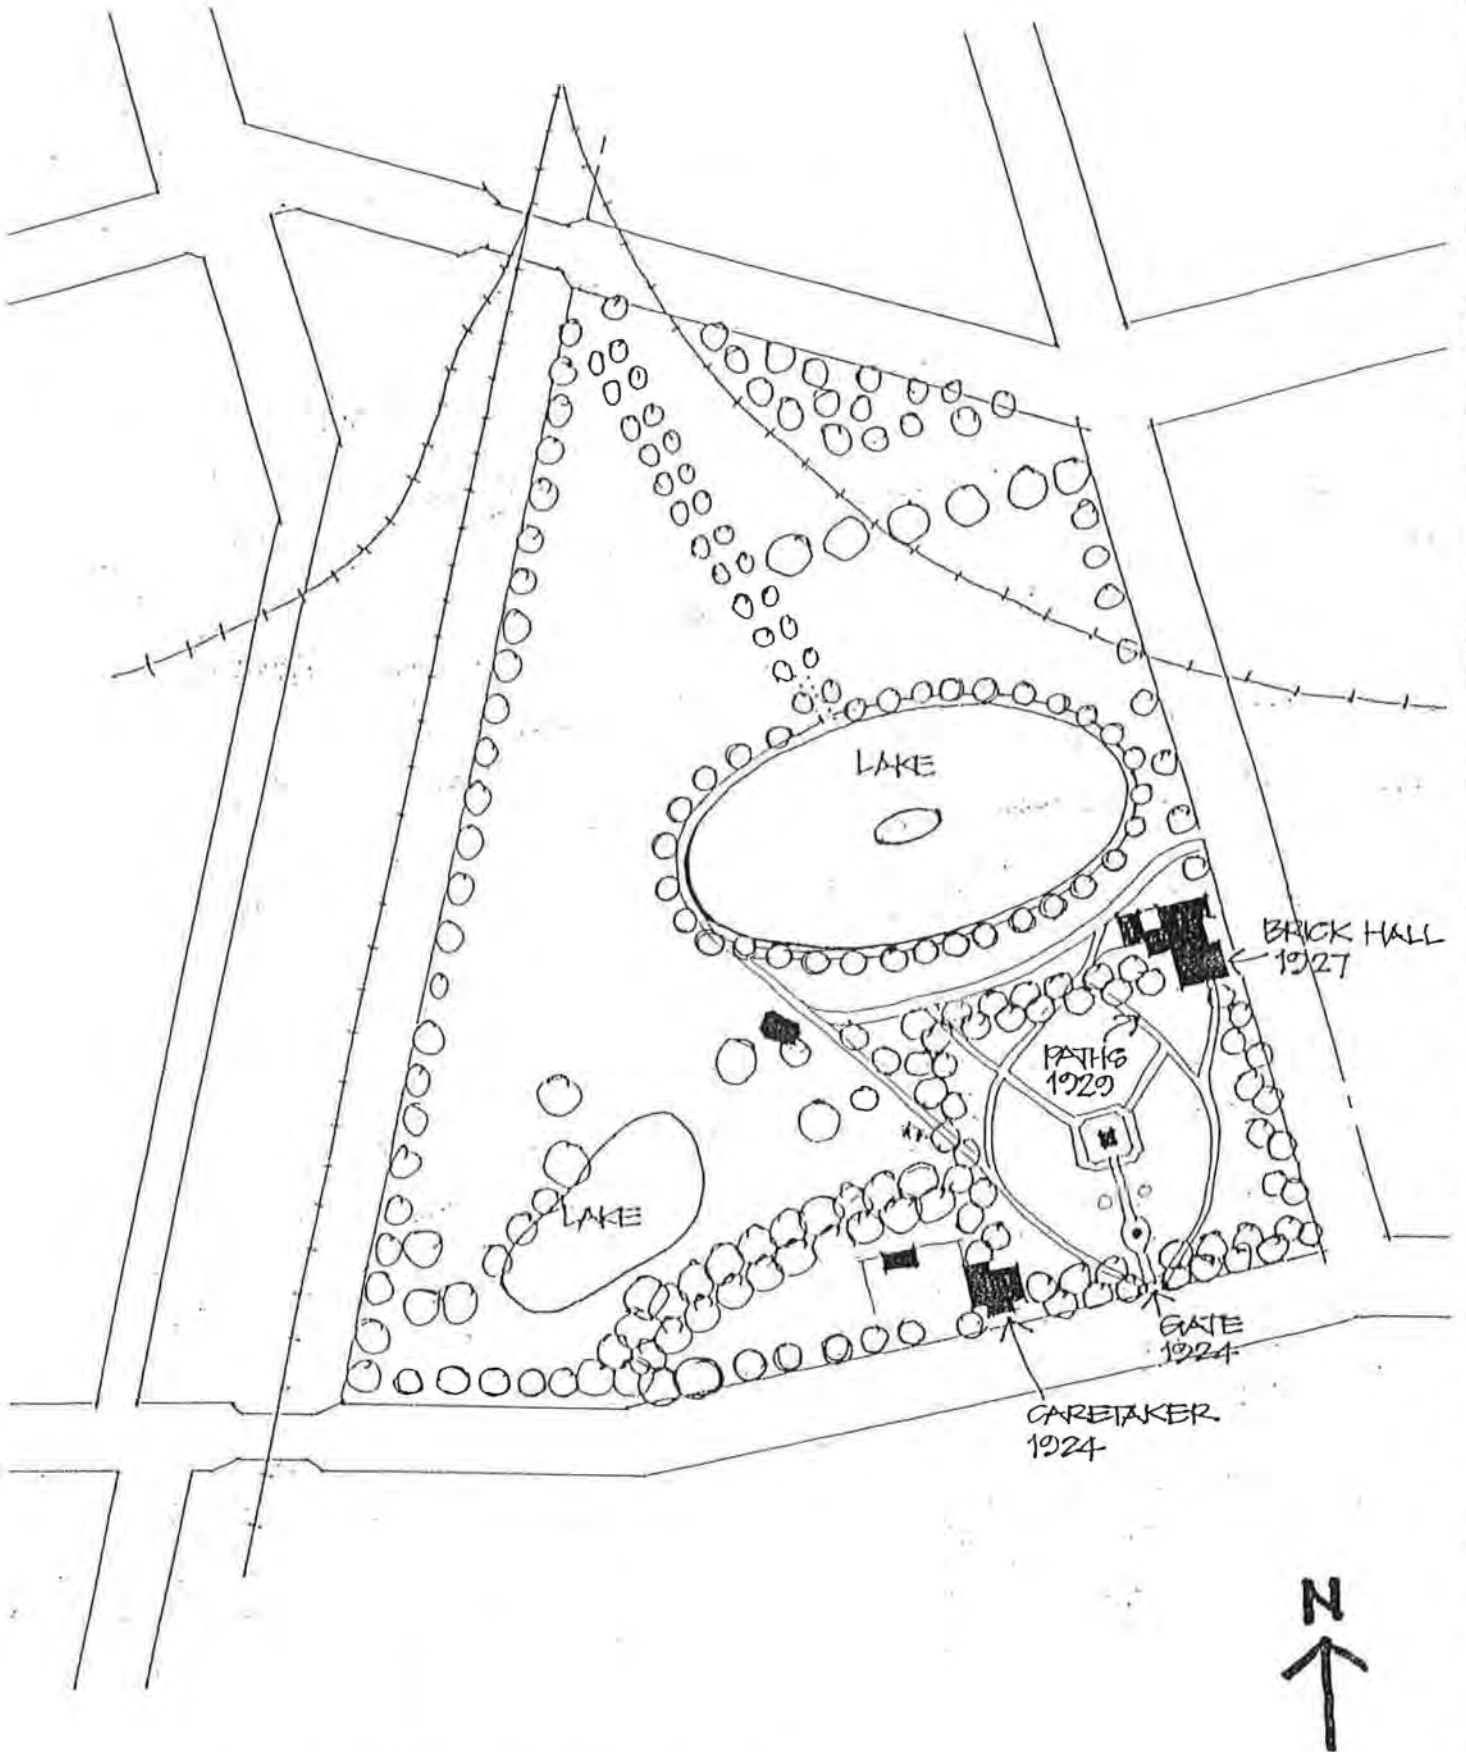 LAKE
BRICK HALL
1927
PATHS
1929
LAKE
GATE
1924
CARETAKER
1924
N